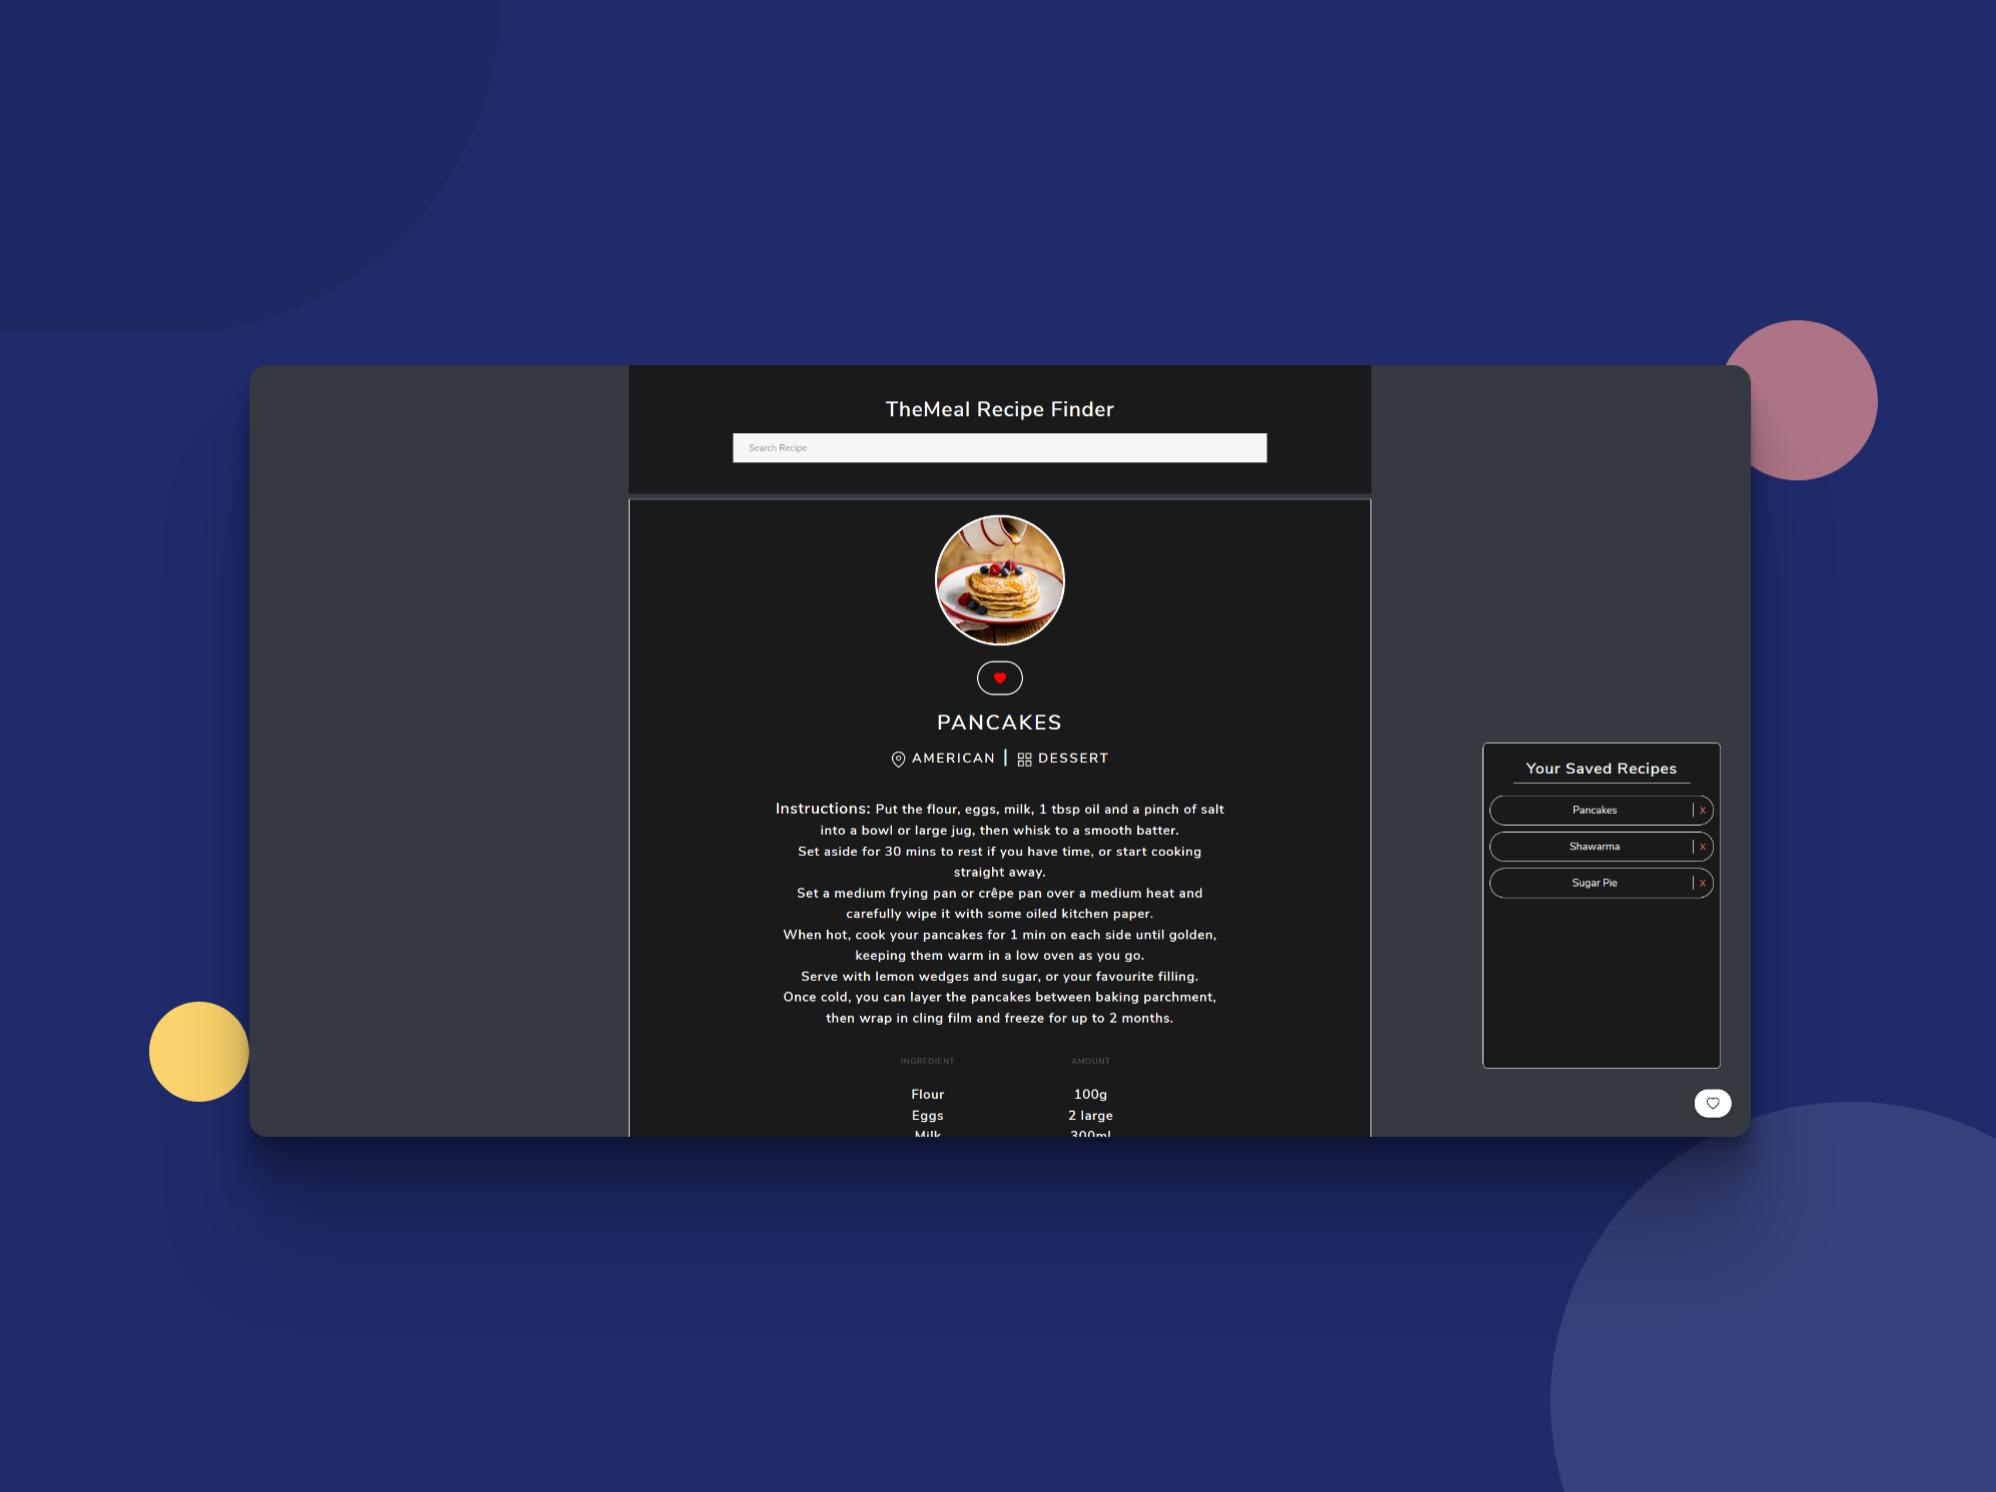 TheMeal Recipe Finder
Search Recipe
PANCAKES
AMERICAN | DESSERT
Instructions: Put the flour, eggs, milk, 1 tbsp oil and a pinch of salt
into a bowl or large jug, then whisk to a smooth batter.
Set aside for 30 mins to rest if you have time, or start cooking
straight away.
Set a medium frying pan or crêpe pan over a medium heat and
carefully wipe it with some oiled kitchen paper.
When hot, cook your pancakes for 1 min on each side until golden,
keeping them warm in a low oven as you go.
Serve with lemon wedges and sugar, or your favourite filling.
Once cold, you can layer the pancakes between baking parchment,
then wrap in cling film and freeze for up to 2 months.
INGREDIENT AMOUNT
Flour 100g
Eggs 2 large
Milk 300ml
Your Saved Recipes
Pancakes | x
Shawarma | x
Sugar Pie | x